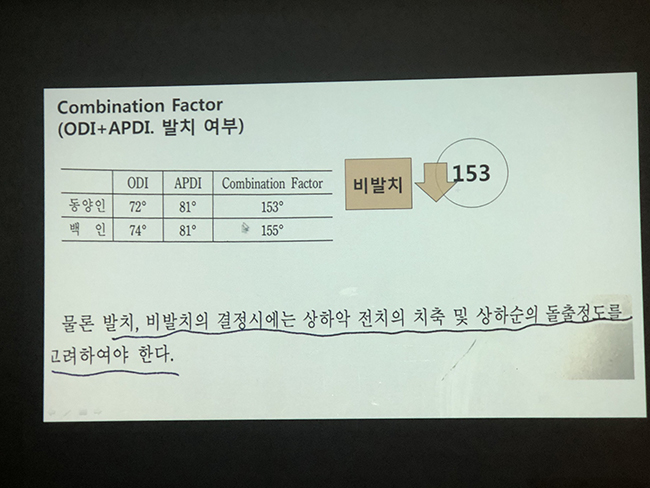 Combination Factor
(ODI+APDI. 발치 여부)
ODI APDI Combination Factor
동양인 72° 81° 153°
백 인 74° 81° 155°
비발치
153
물론 발치, 비발치의 결정시에는 상하악 전치의 치축 및 상하순의 돌출정도를
고려하여야 한다.